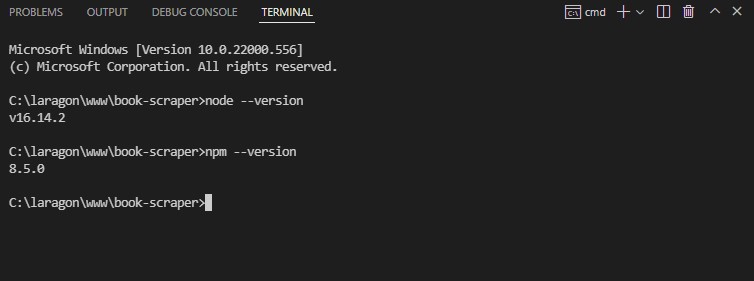 PROBLEMS OUTPUT DEBUG CONSOLE TERMINAL cmd
Microsoft Windows [Version 10.0.22000.556]
(c) Microsoft Corporation. All rights reserved.
C:\laragon\www\book-scraper>node --version
v16.14.2
C:\laragon\www\book-scraper>npm --version
8.5.0
C:\laragon\www\book-scraper>